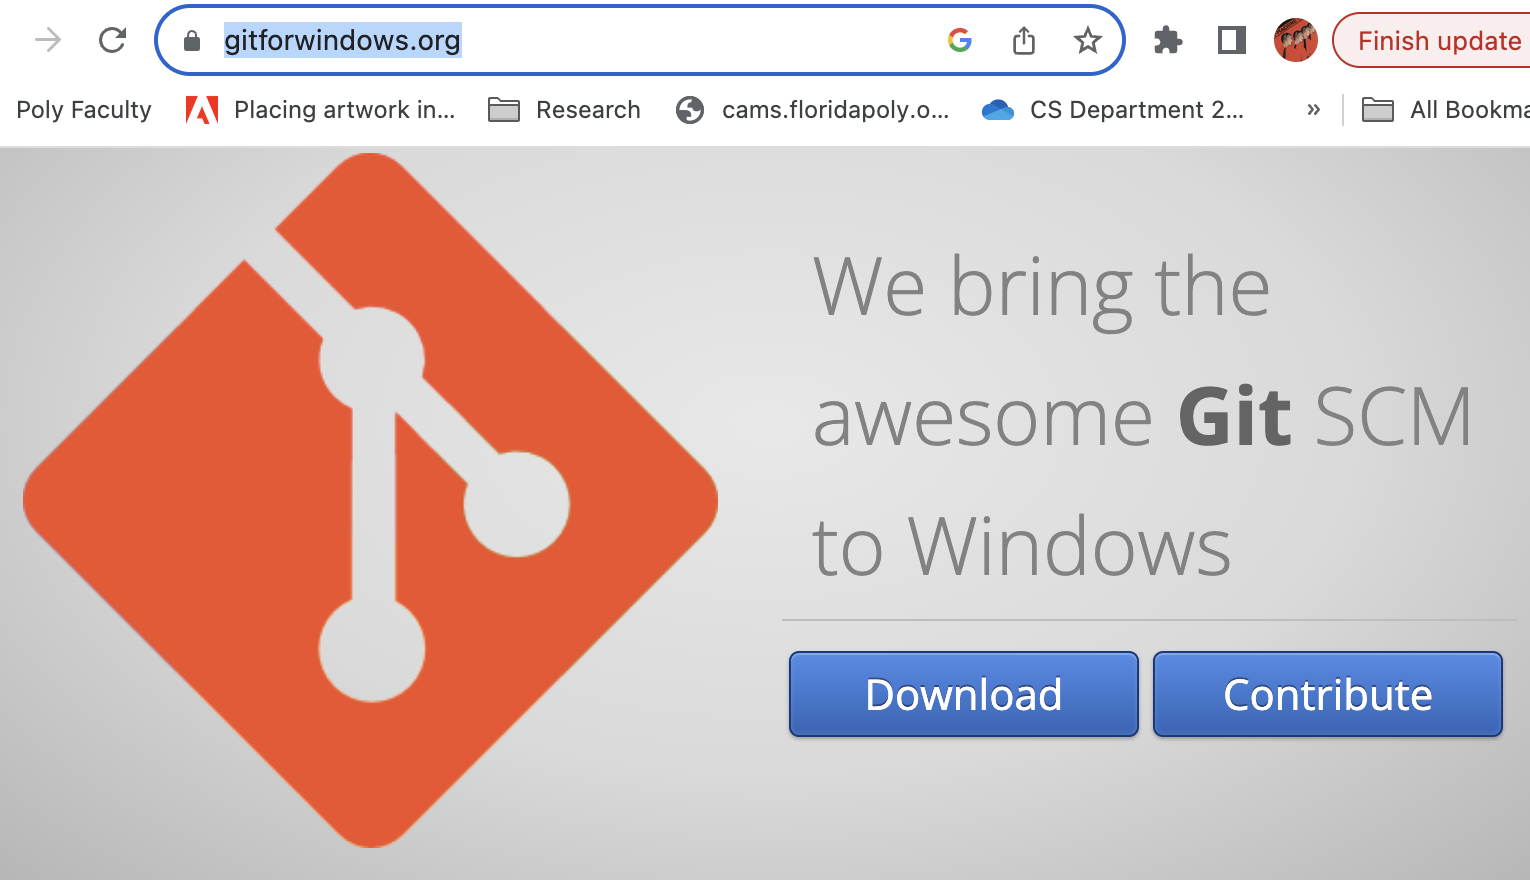 gitforwindows.org
Finish update
Poly Faculty
Placing artwork in...
Research
cams.floridapoly.o...
CS Department 2...
»
All Bookma
We bring the
awesome Git SCM
to Windows
Download
Contribute